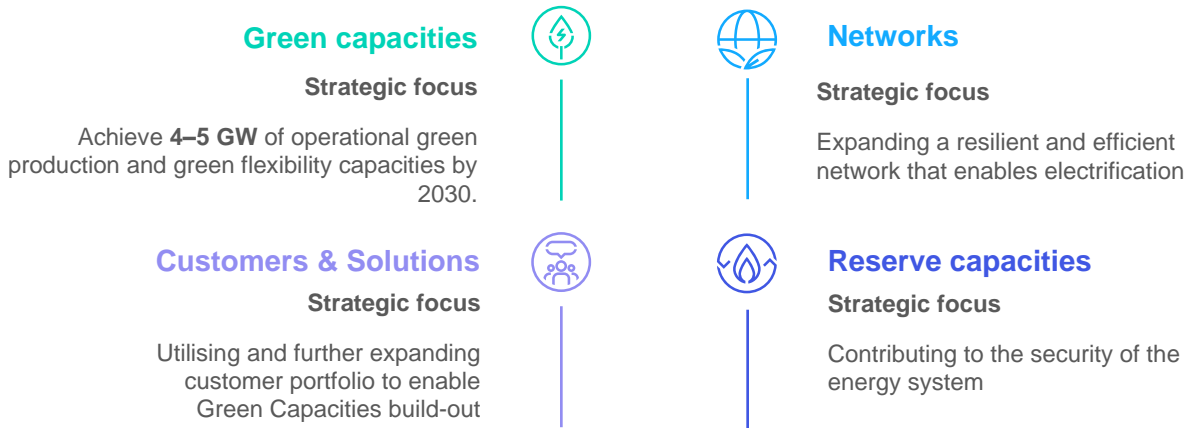 Green capacities
Strategic focus
Achieve 4–5 GW of operational green
production and green flexibility capacities by
2030.
Networks
Strategic focus
Expanding a resilient and efficient
network that enables electrification
Customers & Solutions
Strategic focus
Utilising and further expanding
customer portfolio to enable
Green Capacities build-out
Reserve capacities
Strategic focus
Contributing to the security of the
energy system